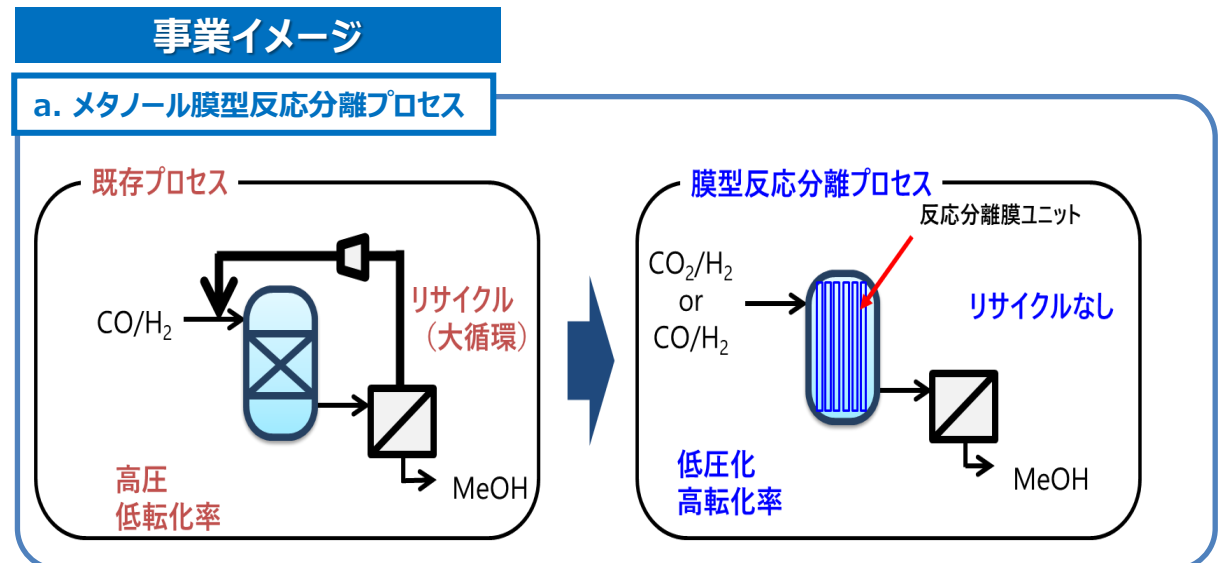 事業イメージ
a. メタノール膜型反応分離プロセス
既存プロセス
CO/H₂
リサイクル
（大循環）
高圧
低転化率
MeOH
膜型反応分離プロセス
反応分離膜ユニット
CO₂/H₂
or
CO/H₂
リサイクルなし
低圧化
高転化率
MeOH